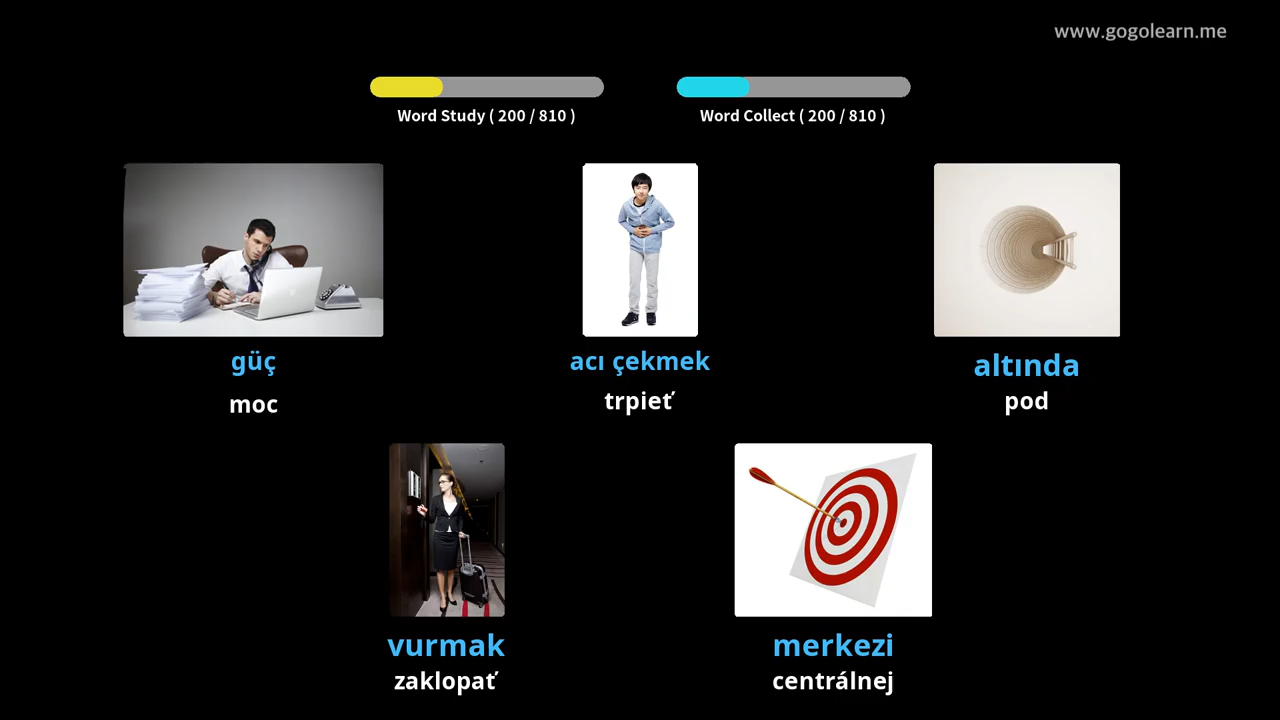 www.gogolearn.me
Word Study ( 200 / 810 )
Word Collect ( 200 / 810 )
güç
moc
acı çekmek
trpieť
altında
pod
vurmak
zaklopať
merkezi
centrálnej